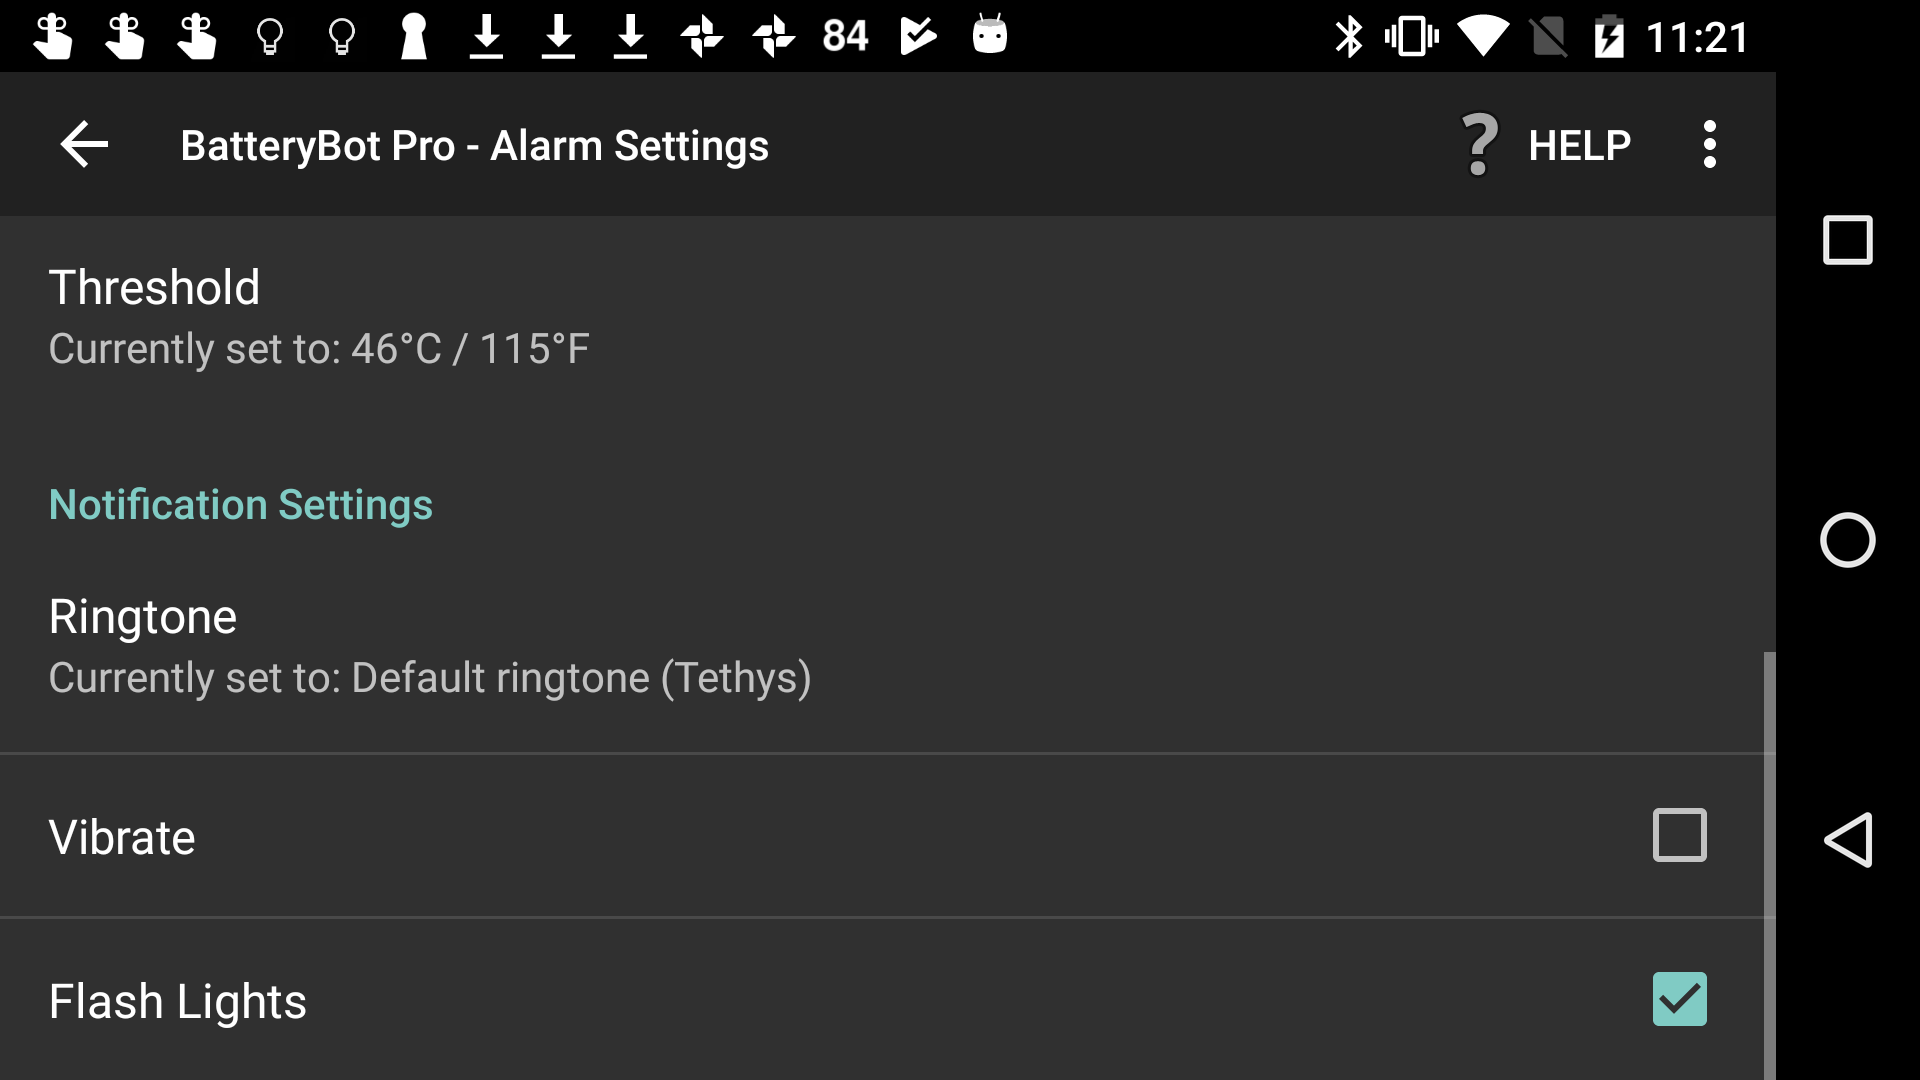 84
11:21
BatteryBot Pro - Alarm Settings
HELP
Threshold
Currently set to: 46°C / 115°F
Notification Settings
Ringtone
Currently set to: Default ringtone (Tethys)
Vibrate
Flash Lights